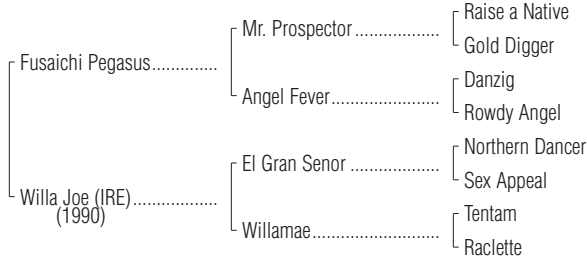 Raise a Native
Mr. Prospector ....................
Gold Digger
Fusaichi Pegasus..............
Danzig
Angel Fever..........................
Rowdy Angel
Northern Dancer
El Gran Senor .....................
Sex Appeal
Willa Joe (IRE)..................
(1990)
Tentam
Willamae..............................
Raclette